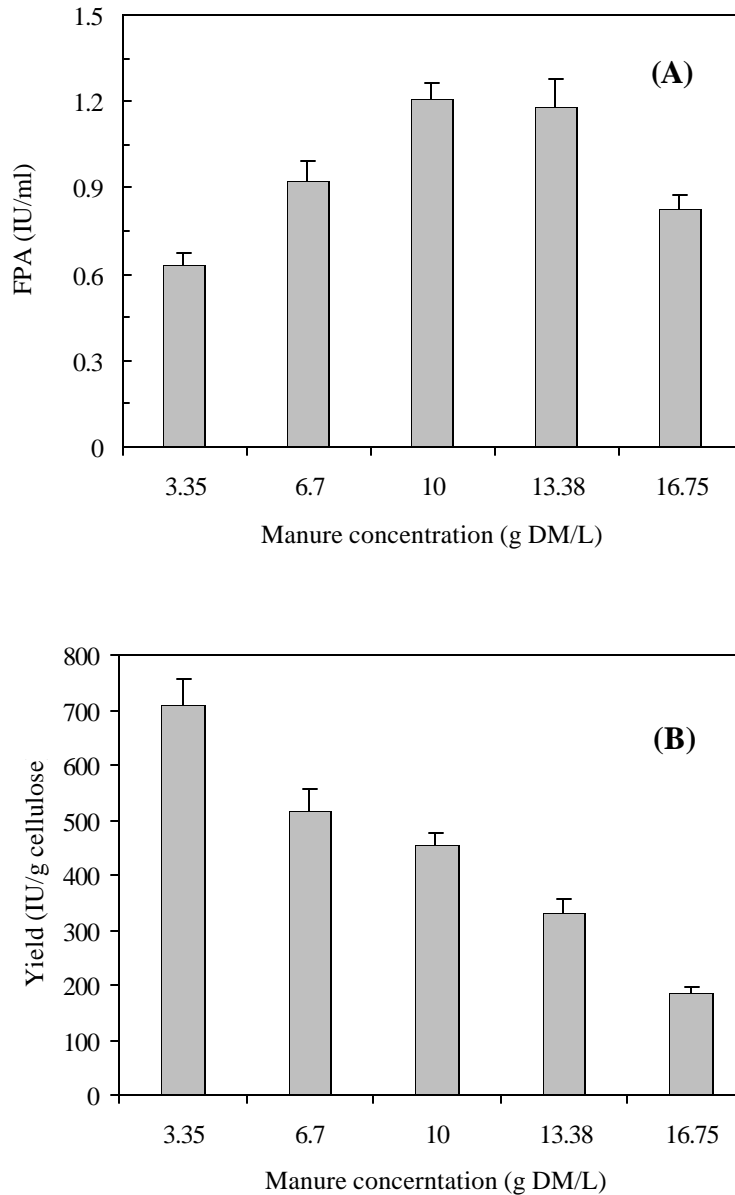 1.5
(A)
1.2
0.9
0.6
0.3
0
FPA (IU/ml)
3.35 6.7 10 13.38 16.75
Manure concentration (g DM/L)
800
700
(B)
600
500
400
300
200
100
0
Yield (IU/g cellulose
3.35 6.7 10 13.38 16.75
Manure concerntation (g DM/L)